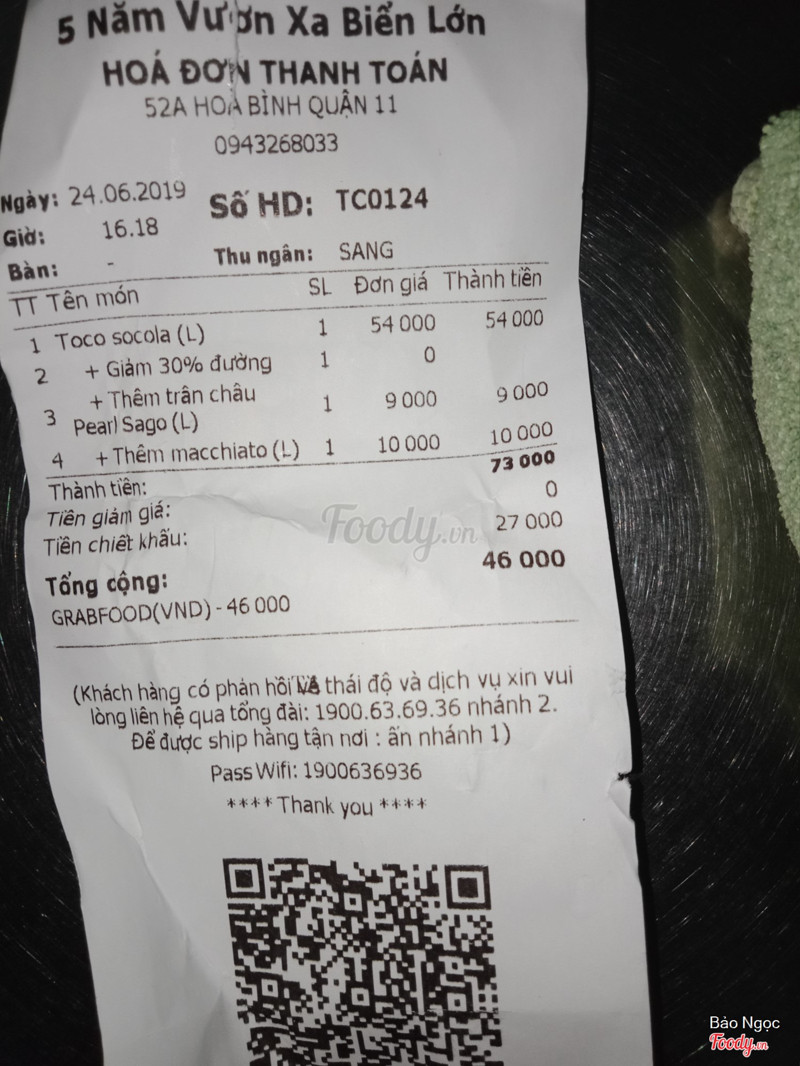 5 Năm Vươn Xa Biển Lớn
HOÁ ĐƠN THANH TOÁN
52A HOÀ BÌNH QUẬN 11
0943268033
Ngày: 24.06.2019 Số HD: TC0124
Giờ: 16.18
Bàn: - Thu ngân: SANG
TT Tên món SL Đơn giá Thành tiền
1 Toco socola (L) 1 54 000 54 000
2 + Giảm 30% đường 1 0
3 + Thêm trân châu
Pearl Sago (L) 1 9 000 9 000
4 + Thêm macchiato (L) 1 10 000 10 000
Thành tiền: 73 000
Tiền giảm giá: 0
Tiền chiết khấu: 27 000
Tổng cộng: 46 000
GRABFOOD(VND) - 46 000
Foody.vn
(Khách hàng có phản hồi VỀ thái độ và dịch vụ xin vui
lòng liên hệ qua tổng đài: 1900.63.69.36 nhánh 2.
Để được ship hàng tận nơi : ấn nhánh 1)
Pass Wifi: 1900636936
**** Thank you ****
Bảo Ngọc
Foody.vn